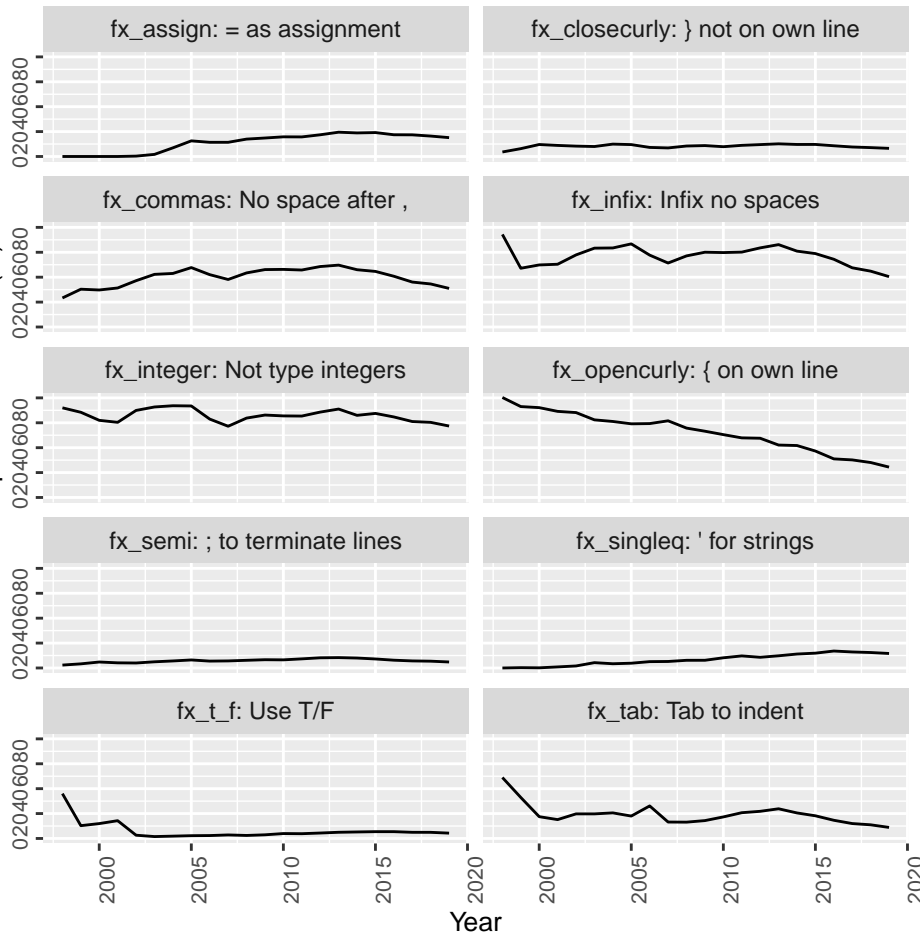 fx_assign: = as assignment
fx_closecurly: } not on own line
020406080
fx_commas: No space after ,
fx_infix: Infix no spaces
020406080
fx_integer: Not type integers
fx_opencurly: { on own line
020406080
fx_semi: ; to terminate lines
fx_singleq: ' for strings
020406080
fx_t_f: Use T/F
fx_tab: Tab to indent
020406080
2000 2005 2010 2015 2020 2000 2005 2010 2015 2020
Year